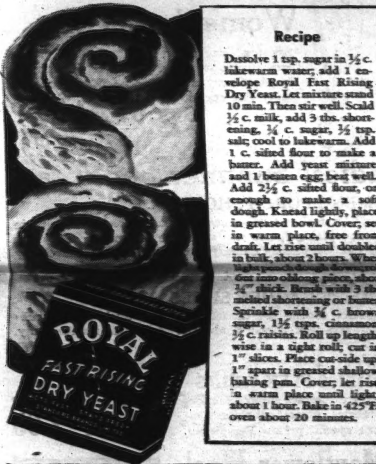 Recipe
Dissolve 1 tsp. sugar in ½ c.
lukewarm water; add 1 en-
velope Royal Fast Rising
Dry Yeast. Let mixture stand
10 min. Then stir well. Scald
½ c. milk, add 3 tbs. short-
ening, ¼ c. sugar, ½ tsp.
salt; cool to lukewarm. Add
1 c. sifted flour to make a
batter. Add yeast mixture
and 1 beaten egg; beat well.
Add 2½ c. sifted flour, or
enough to make a soft
dough. Knead lightly, place
in greased bowl. Cover; set
in warm place, free from
draft. Let rise until doubled
in bulk, about 2 hours. When
out into oblong piece, about
thick. Brush with 3 tbs
melted shortening or butter
Sprinkle with ¾ c. brown
sugar, 1½ tsps. cinnamon
½ c. raisins. Roll up length-
wise in a tight roll; cut in
1" slices. Place cut-side up
1" apart in greased shallow
baking pan. Cover; let rise
in warm place until light
about 1 hour. Bake in 425°F
oven about 20 minutes.
ROYAL
FAST RISING
DRY YEAST